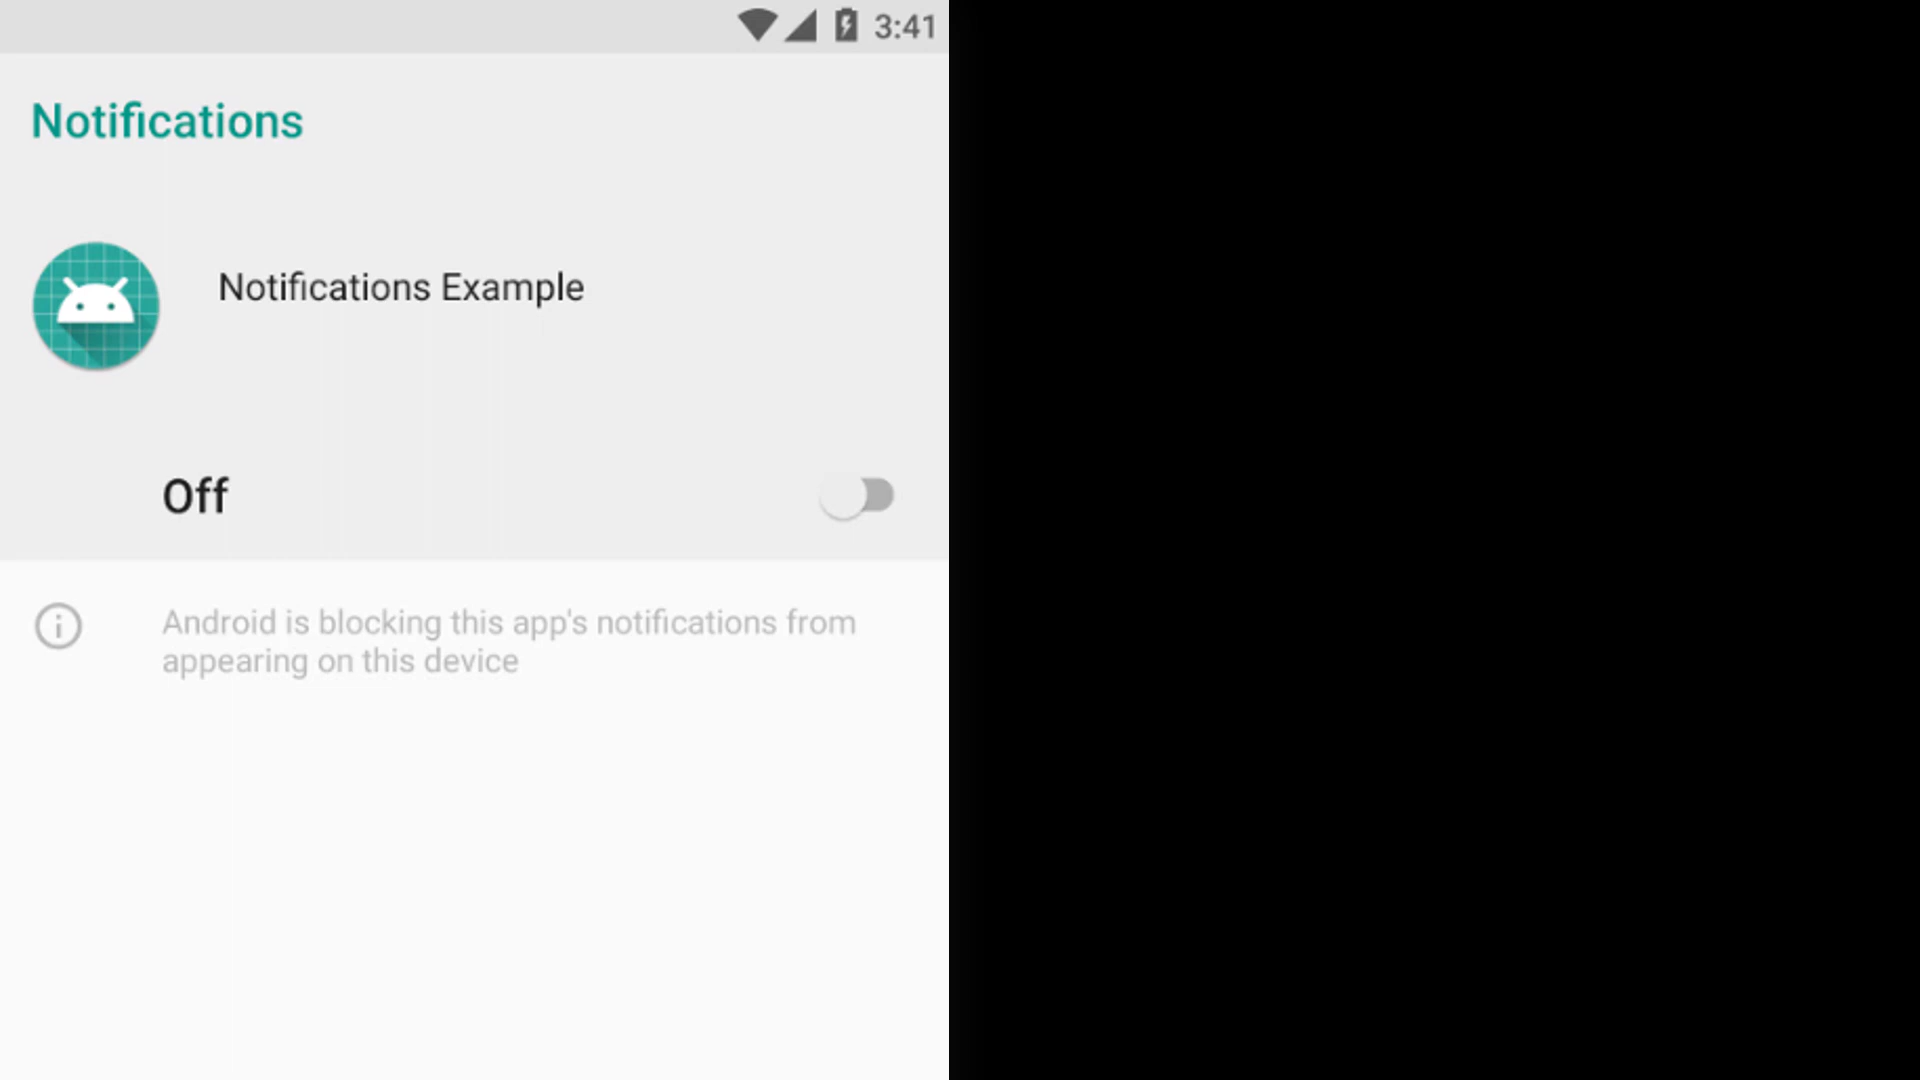 3:41
Notifications
Notifications Example
Off
Android is blocking this app's notifications from
appearing on this device